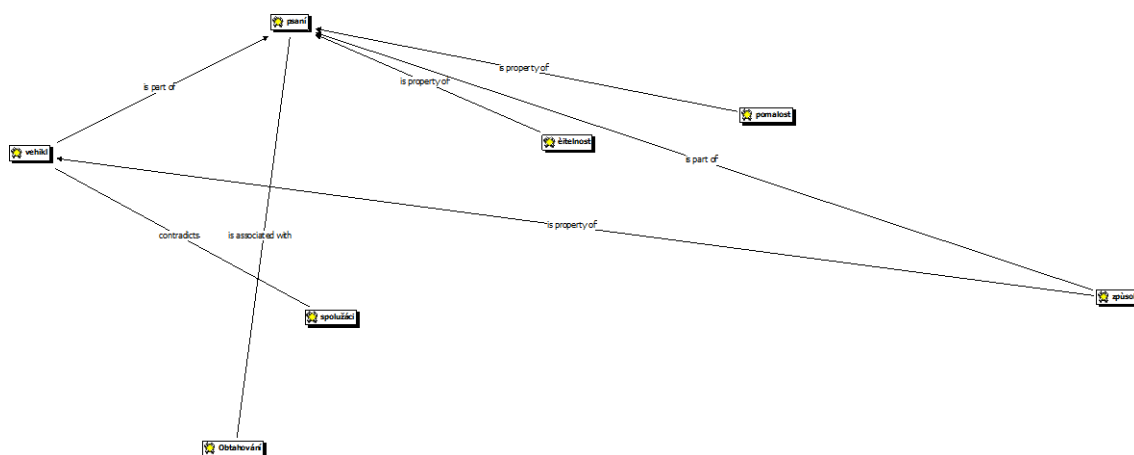 psaní
is property of
is part of
is property of
pomalost
čitelnost
vehikl
is part of
is property of
contradicts
is associated with
způso
spolužáci
Obtahování